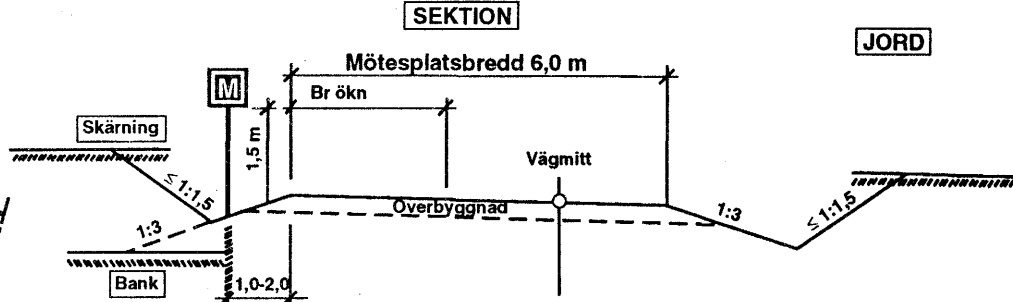 SEKTION
JORD
Mötesplatsbredd 6,0 m
M
Br ökn
Skärning
1,5 m
Vägmitt
≤ 1:1,5
Överbyggnad
1:3
≤ 1:1,5
1:3
Bank
1,0-2,0